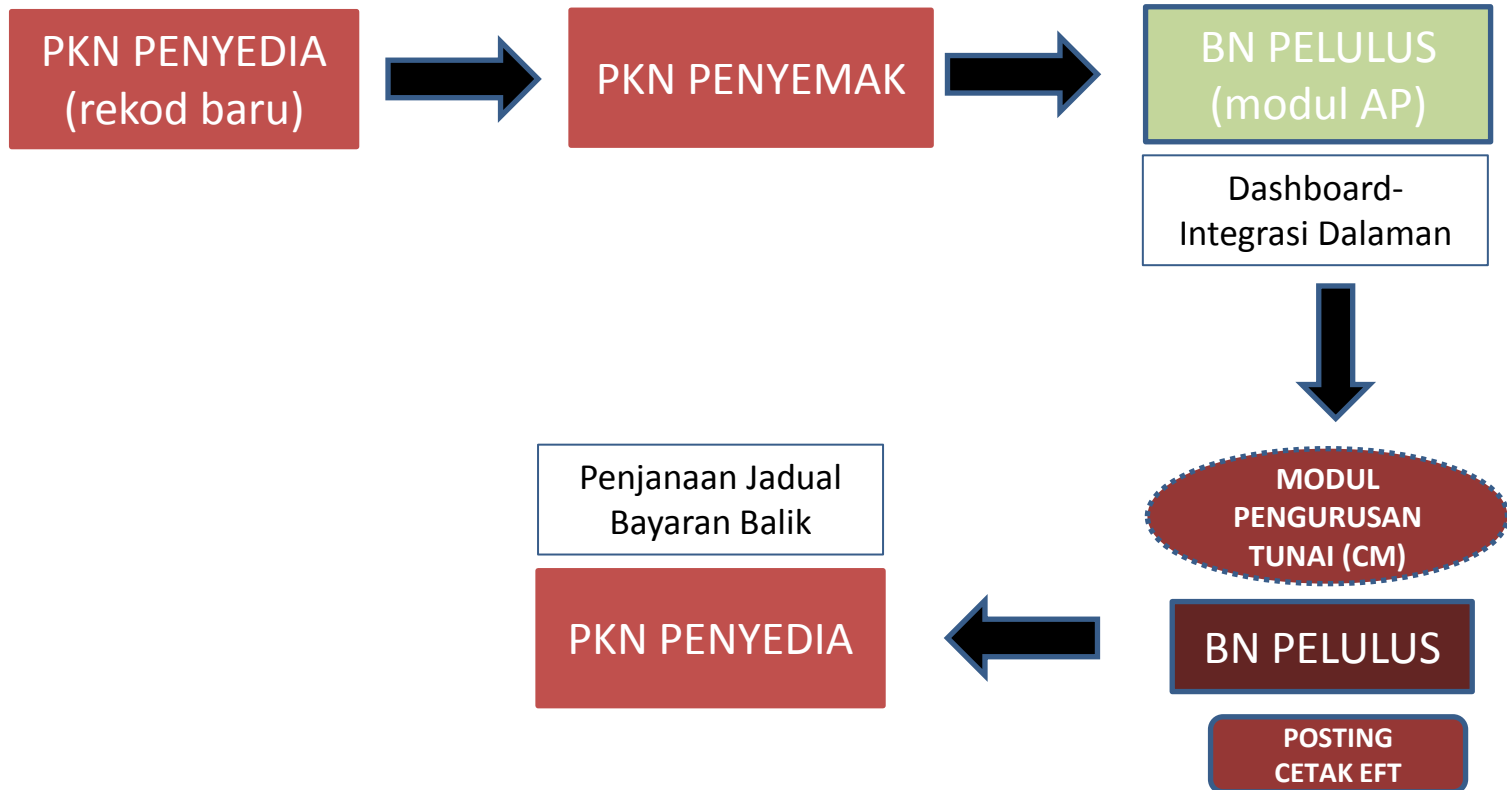 PKN PENYEDIA
(rekod baru)
PKN PENYEMAK
BN PELULUS
(modul AP)
Dashboard-
Integrasi Dalaman
MODUL
PENGURUSAN
TUNAI (CM)
BN PELULUS
POSTING
CETAK EFT
Penjanaan Jadual
Bayaran Balik
PKN PENYEDIA